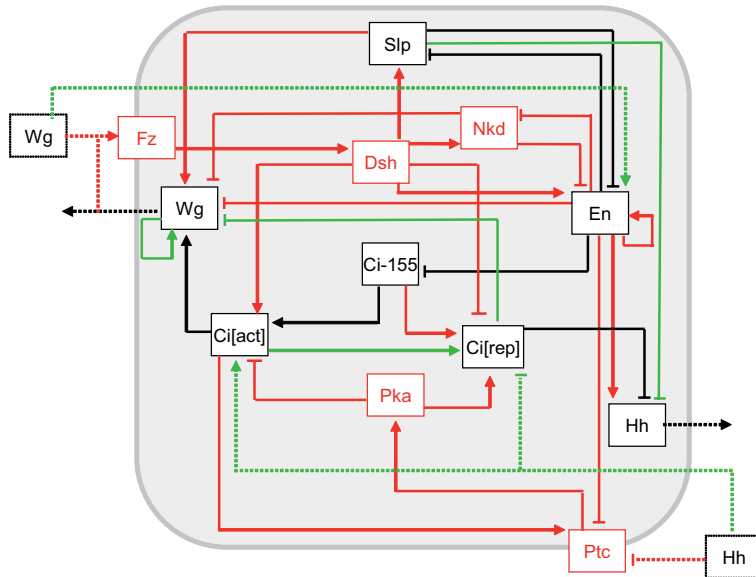 Slp
Wg
Fz
Nkd
Dsh
Wg
En
Ci-155
Ci[act]
Ci[rep]
Pka
Hh
Ptc
Hh